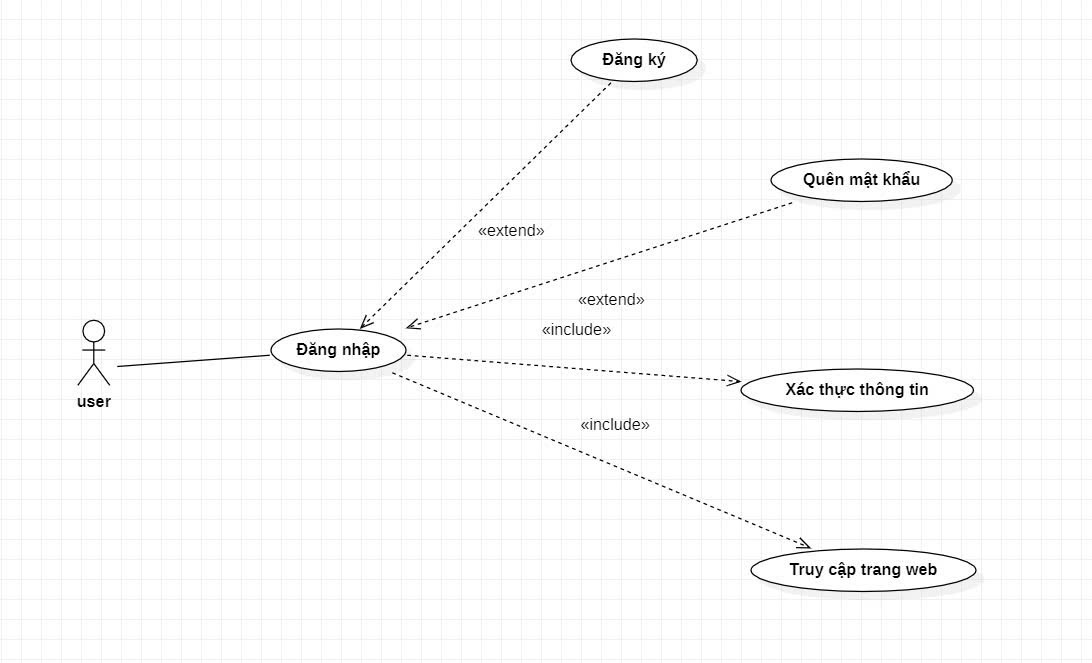 Đăng ký
Quên mật khẩu
«extend»
«extend»
«include»
Đăng nhập
Xác thực thông tin
user
«include»
Truy cập trang web